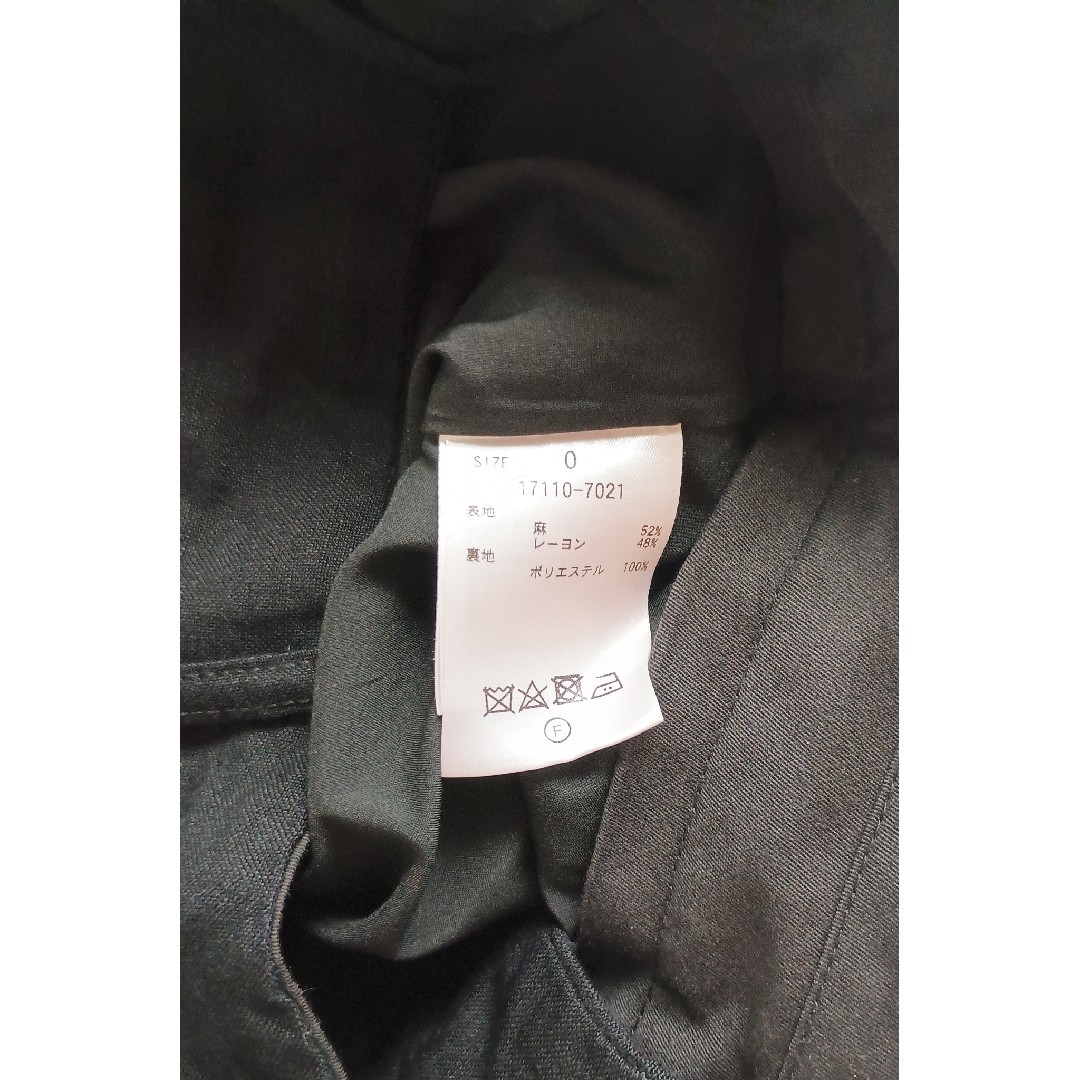 SIZE 0
17110-7021
表地
麻 52%
レーヨン 48%
裏地
ポリエステル 100%
F